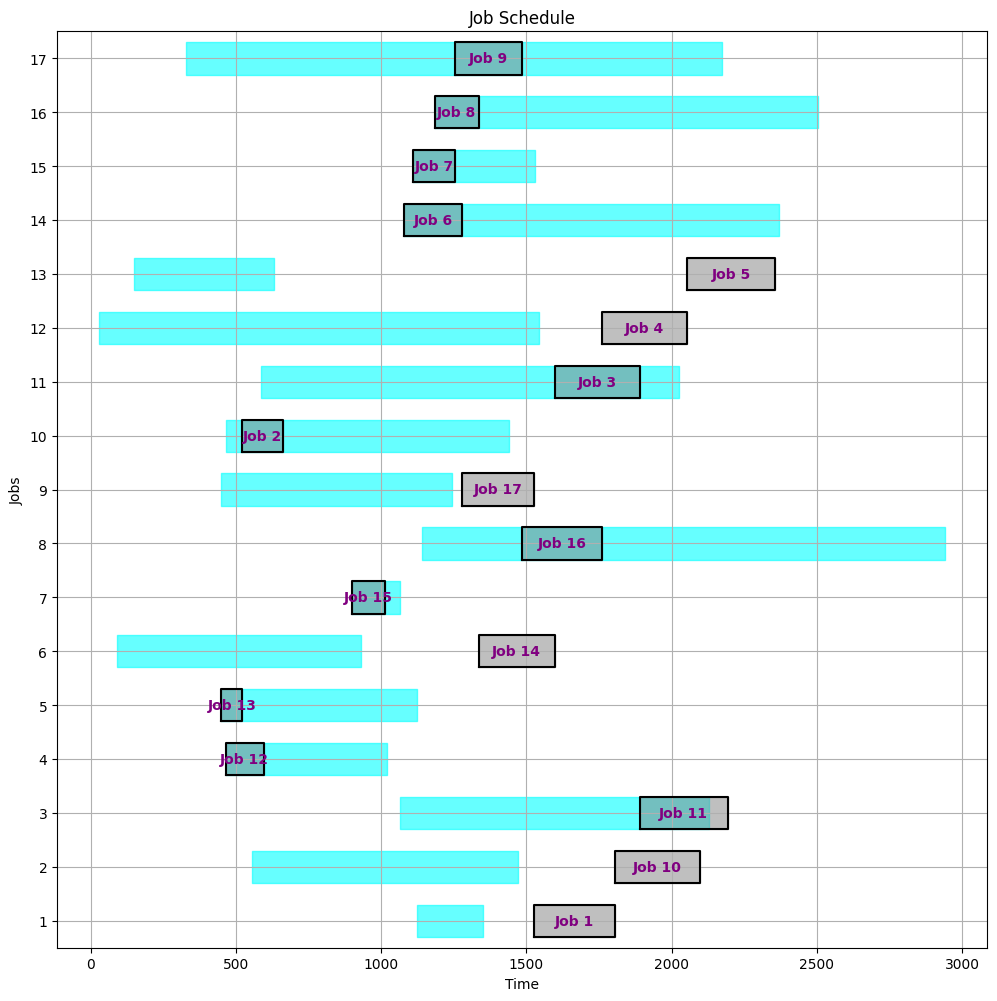 Job Schedule
17
Job 9
16
Job 8
15
Job 7
14
Job 6
13
Job 5
12
Job 4
11
Job 3
10
Job 2
9
Job 17
8
Job 16
7
Job 15
6
Job 14
5
Job 13
4
Job 12
3
Job 11
2
Job 10
1
Job 1
Jobs
0 500 1000 1500 2000 2500 3000
Time